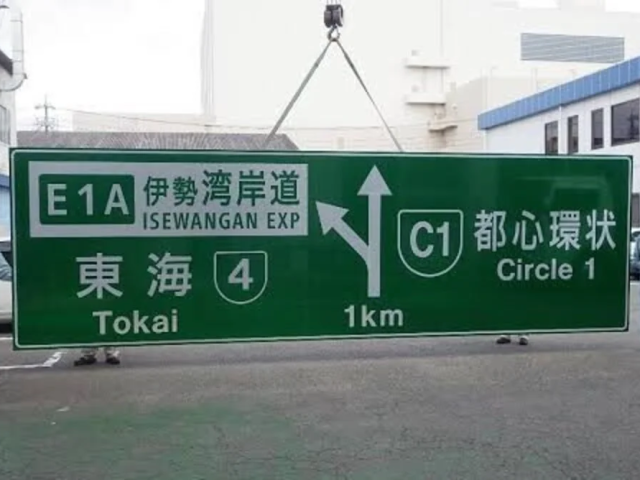 E1A 伊勢湾岸道
ISEWANGAN EXP
東海 4
Tokai
1km
C1 都心環状
Circle 1